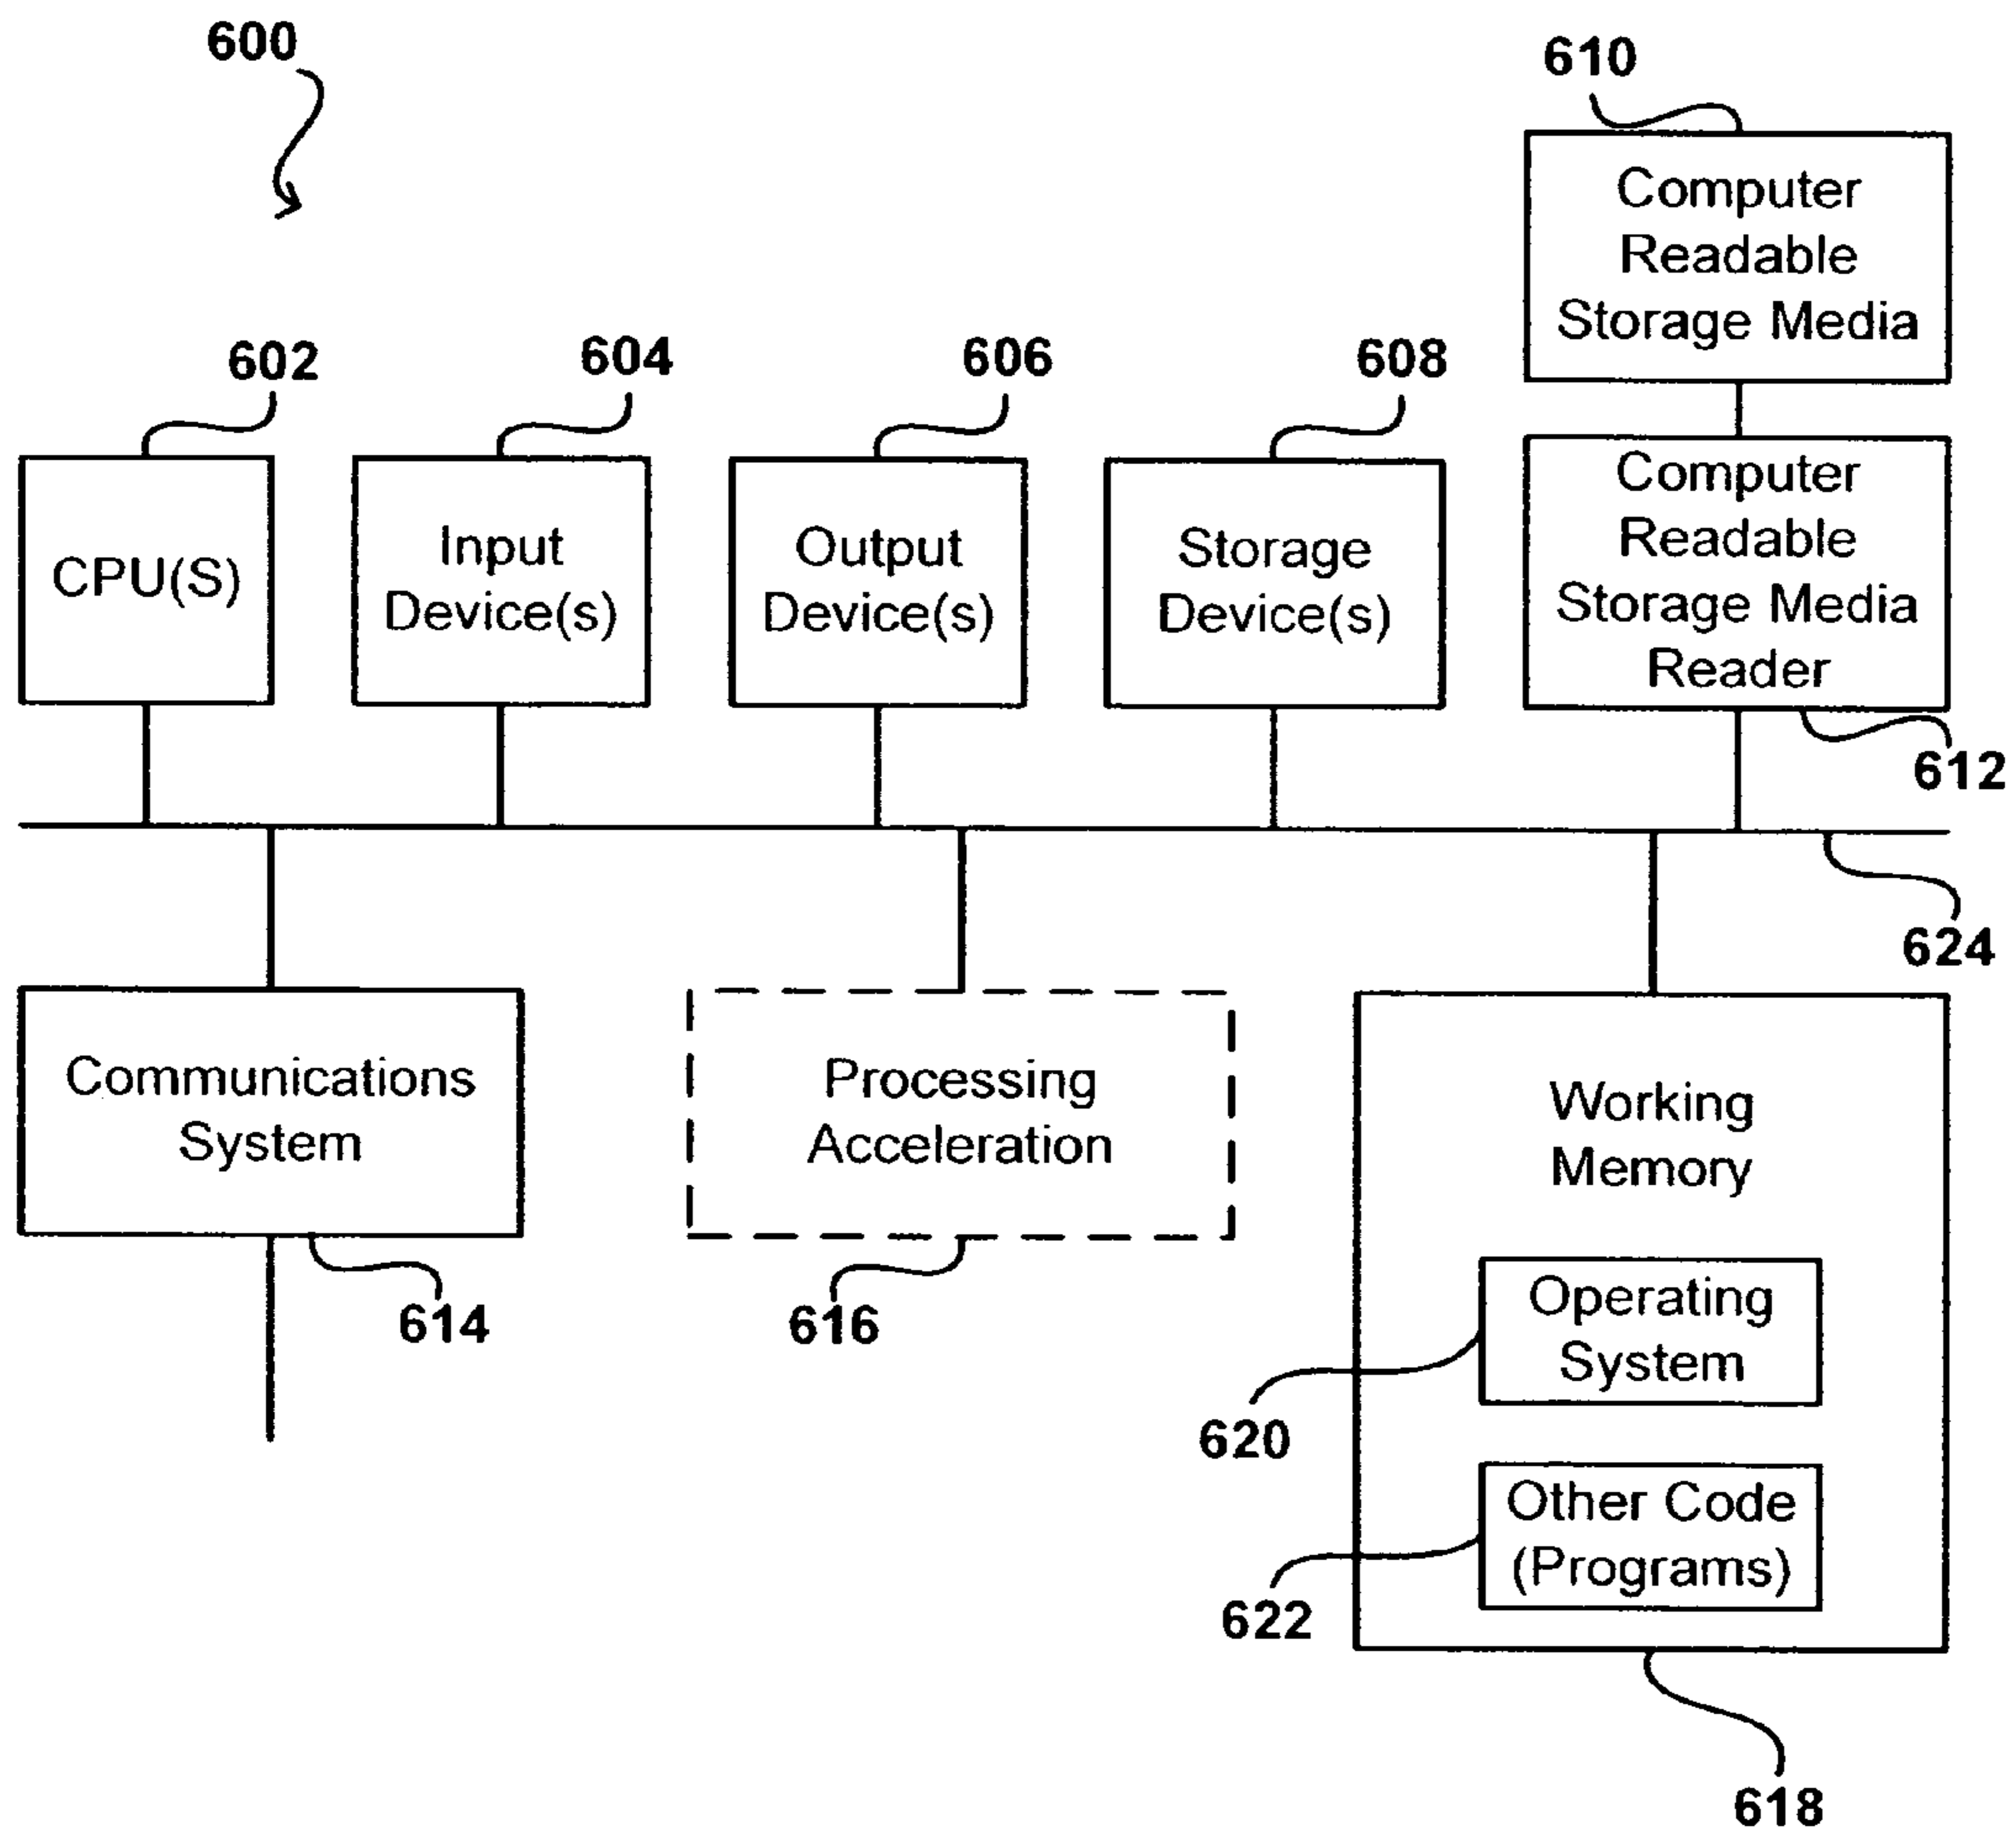 600
610
Computer
Readable
Storage Media
602
604
606
608
CPU(S)
Input
Device(s)
Output
Device(s)
Storage
Device(s)
Computer
Readable
Storage Media
Reader
612
624
Communications
System
614
Processing
Acceleration
616
Working
Memory
Operating
System
620
Other Code
(Programs)
622
618